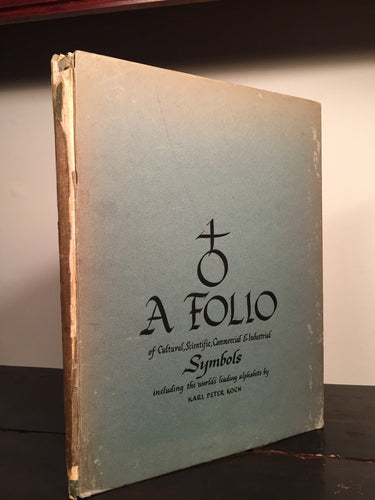 A FOLIO
of Cultural, Scientific, Commercial & Industrial
Symbols
including the world's leading alphabets by
KARL PETER KOCH